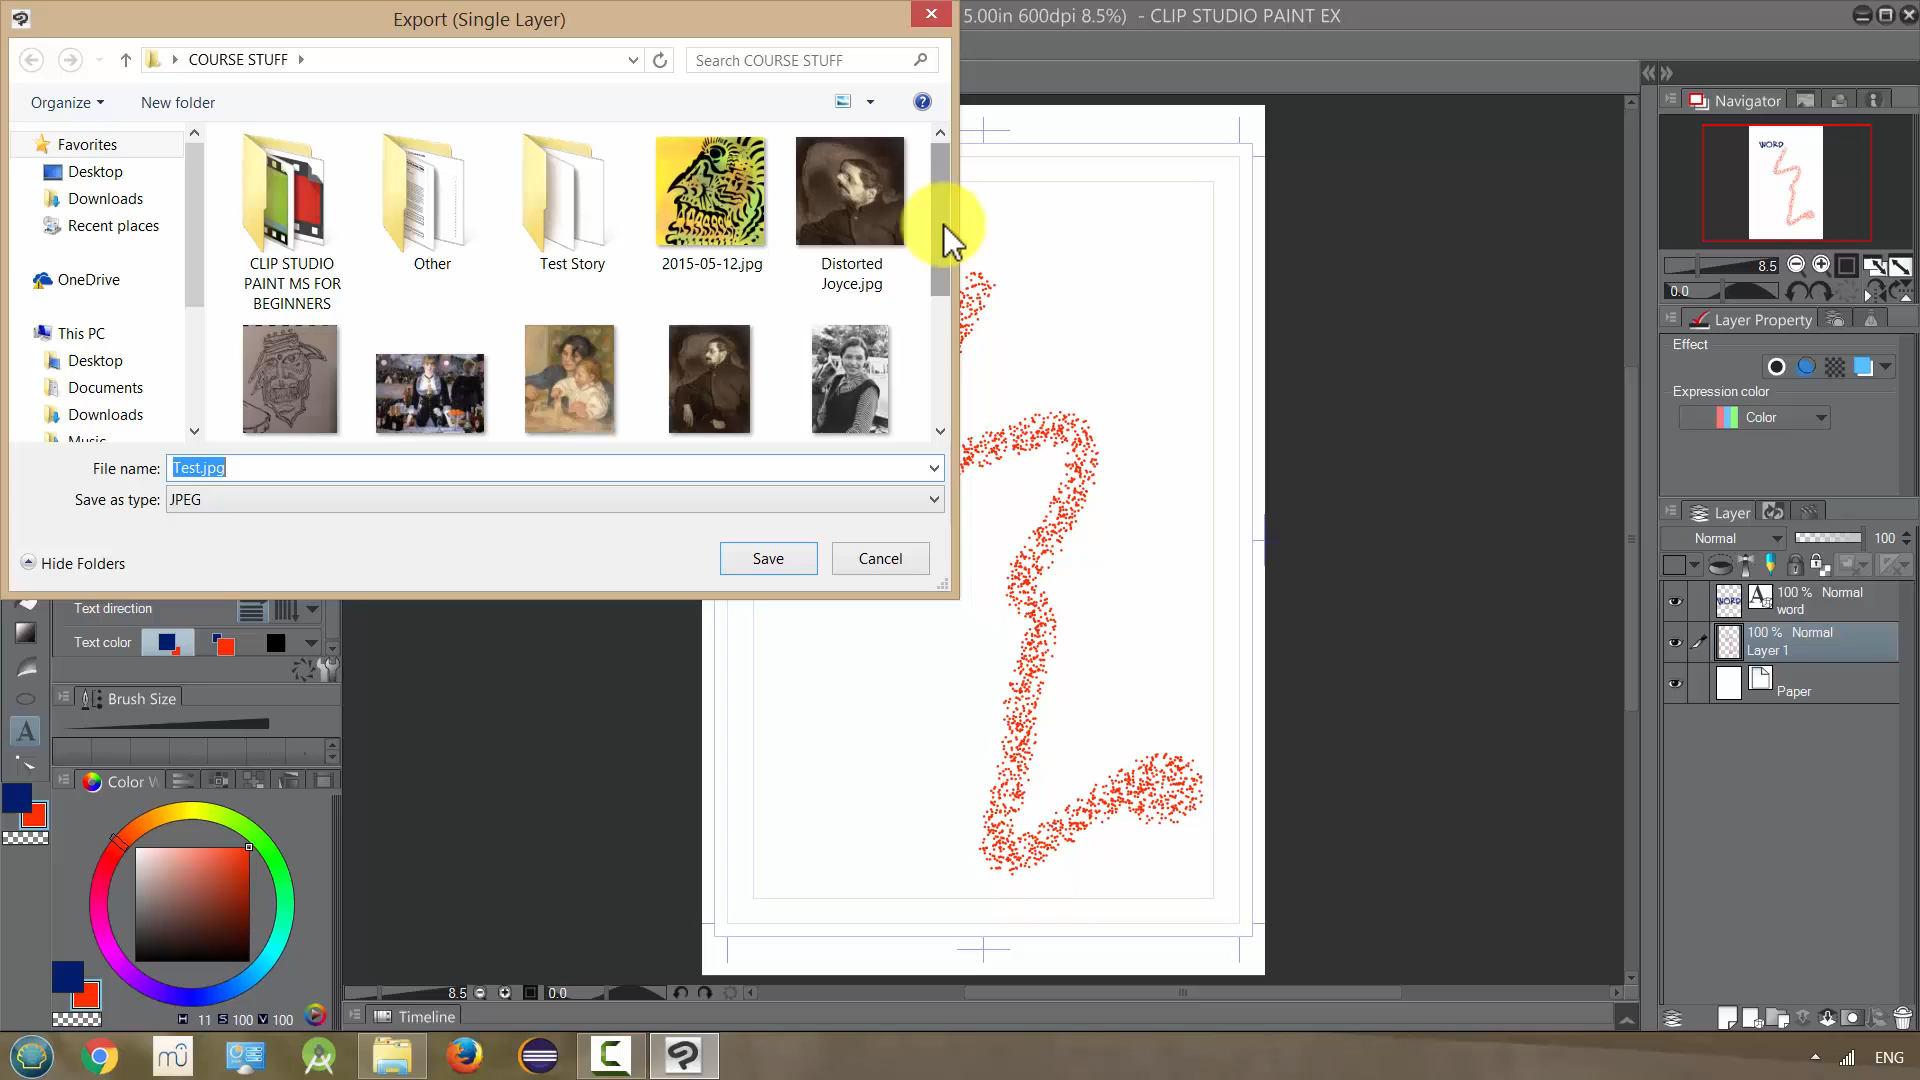 Export (Single Layer)
5.00in 600dpi 8.5%) - CLIP STUDIO PAINT EX
COURSE STUFF
Search COURSE STUFF
Organize
New folder
Favorites
Desktop
Downloads
Recent places
OneDrive
This PC
Desktop
Documents
Downloads
Music
CLIP STUDIO
PAINT MS FOR
BEGINNERS
Other
Test Story
2015-05-12.jpg
Distorted
Joyce.jpg
File name: Test.jpg
Save as type: JPEG
Hide Folders
Save
Cancel
Navigator
WORD
8.5
0.0
Layer Property
Effect
Expression color
Color
Layer
Normal
100
WORD
A
100 % Normal
word
100 % Normal
Layer 1
Paper
Text direction
Text color
Brush Size
A
Color W
H 11 S 100 V 100
8.5
0.0
Timeline
ENG